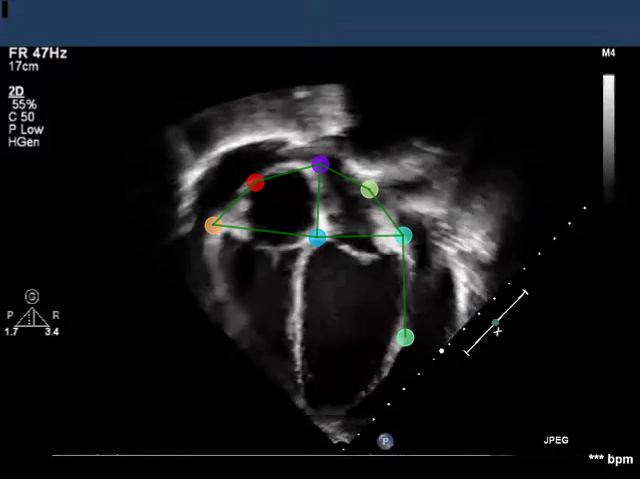 FR 47Hz
17cm
2D
55%
C 50
P Low
HGen
M4
G
P R
1.7 3.4
P
JPEG
*** bpm